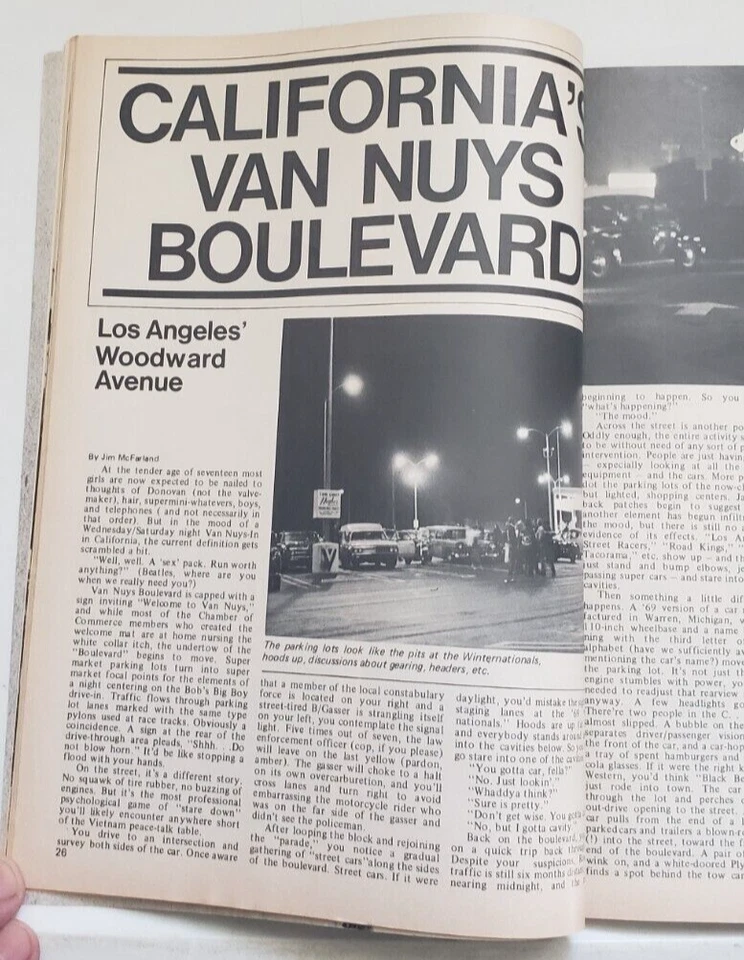 CALIFORNIA'S
VAN NUYS
BOULEVARD
Los Angeles'
Woodward
Avenue
By Jim McFarland
At the tender age of seventeen most
girls are now expected to be nailed to
thoughts of Donovan (not the valve-
maker), hair, supermini-whatevers, boys,
and telephones ( and not necessarily in
that order). But in the mood of a
Wednesday/Saturday night Van Nuys-In
in California, the current definition gets
scrambled a bit.
"Well, well. A 'sex' pack. Run worth
anything?" (Beatles, where are you
when we really need you?)
Van Nuys Boulevard is capped with a
sign inviting "Welcome to Van Nuys,"
and while most of the Chamber of
Commerce members who created the
welcome mat are at home nursing the
white collar itch, the undertow of the
"Boulevard" begins to move. Super
market parking lots turn into super
market focal points for the elements of
a night centering on the Bob's Big Boy
drive-in. Traffic flows through parking
lot lanes marked with the same type
pylons used at race tracks. Obviously a
coincidence. A sign at the rear of the
drive-through area pleads, "Shhh. . .Do
not blow horn." It'd be like stopping a
flood with your hands.
On the street, it's a different story.
No squawk of tire rubber, no buzzing of
engines. But it's the most professional
psychological game of "stare down"
you'll likely encounter anywhere short
of the Vietnam peace-talk table.
You drive to an intersection and
survey both sides of the car. Once aware
26
The parking lots look like the pits at the Winternationals,
hoods up, discussions about gearing, headers, etc.
that a member of the local constabulary
force is located on your right and a
street-tired B/Gasser is strangling itself
on your left, you contemplate the signal
light. Five times out of seven, the law
enforcement officer (cop, if you please)
will leave on the last yellow (pardon,
amber). The gasser will choke to a halt
on its own overcarburetion, and you'll
cross lanes and turn right to avoid
embarrassing the motorcycle rider who
was on the far side of the gasser and
didn't see the policeman.
After looping the block and rejoining
the "parade," you notice a gradual
gathering of "street cars" along the sides
of the boulevard. Street cars. If it were
daylight, you'd mistake the
staging lanes at the
nationals." Hoods are up
and everybody stands around
into the cavities below. So you
go stare into one of the
"You gotta car, fella?"
"No. Just lookin'."
"Whaddya think?"
"Sure is pretty."
"Don't get wise. You gotta
"No, but I gotta cavity."
Back on the boulevard,
on a quick trip back
Despite your suspicions,
traffic is still six months
nearing midnight, and
beginning to happen. So you
"what's happening?"
"The mood."
Across the street is another
Oddly enough, the entire activity
to be without need of any sort of
intervention. People are just having
— expecially looking at all the
equipment — and the cars. More
not the parking lots of the
but lighted, shopping centers.
patches begin to suggest
another element has begun
the mood, but there is still no
evidence of its effects. "Los
Street Racers," "Road Kings,"
Tacorama," etc. show up — and
just stand and bump elbows,
passing super cars — and stare into
cavities.
Then something a little
happens. A '69 version of a car
factured in Warren, Michigan,
110-inch wheelbase and a name
with the third letter
alphabet (have we sufficiently
mentioning the car's name?)
the parking lot. It's not just
engine stumbles with power,
needed to readjust that rearview
anyway. A few headlights
There's two people in the C. .
almost slipped. A bubble on the
separates driver/passenger
the front of the car, and a
tray of spent hamburgers and
cola glasses. If it were the right
Western, you'd think "Black
just rode into town. The car
through the lot and perches
out-drive opening to the street.
car pulls from the end of a
parked cars and trailers a
(!) into the street, toward the
end of the boulevard. A pair of
wink on, and a white-doored
finds a spot behind the tow